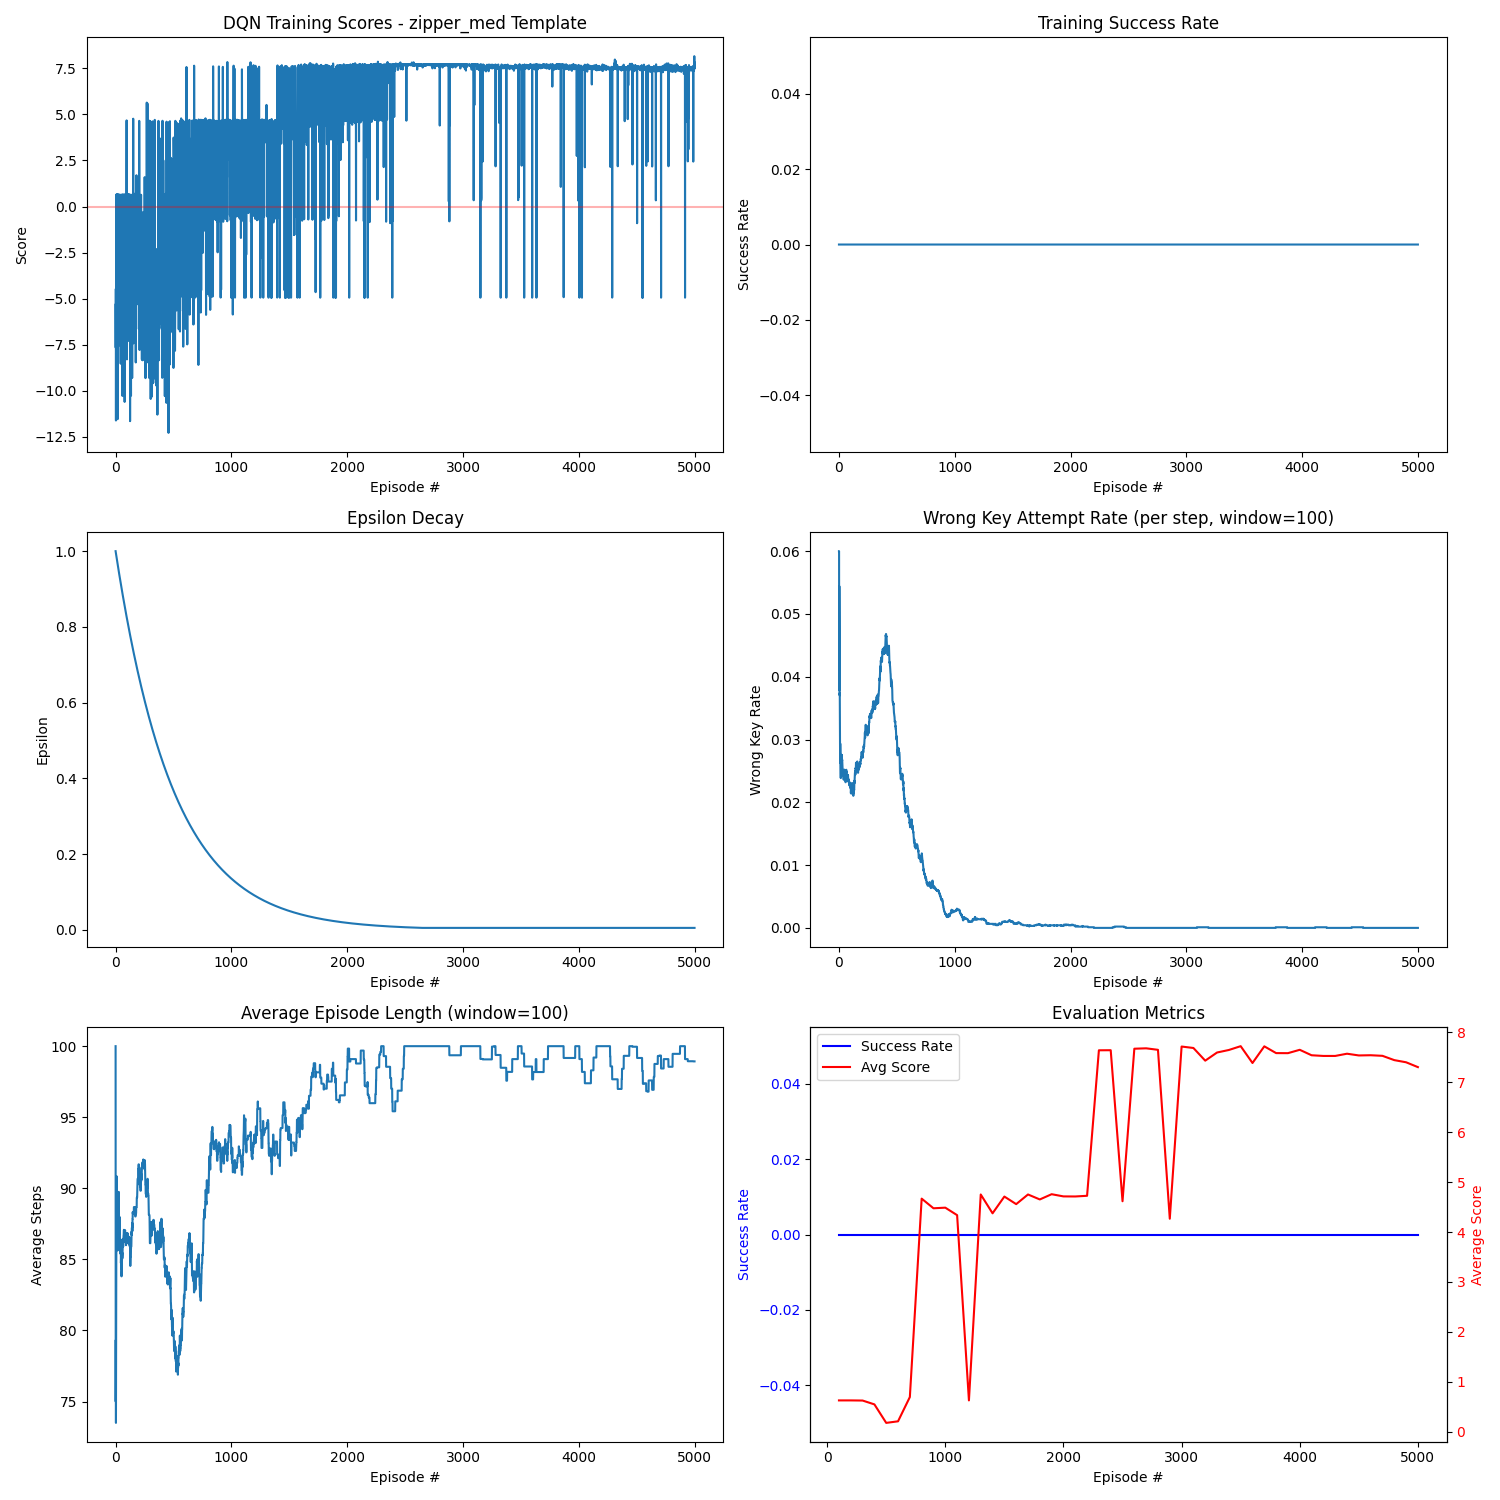 DQN Training Scores - zipper_med Template
7.5
5.0
2.5
0.0
−2.5
−5.0
−7.5
−10.0
−12.5
Score
0 1000 2000 3000 4000 5000
Episode #
Training Success Rate
0.04
0.02
0.00
−0.02
−0.04
Success Rate
0 1000 2000 3000 4000 5000
Episode #
Epsilon Decay
1.0
0.8
0.6
0.4
0.2
0.0
Epsilon
0 1000 2000 3000 4000 5000
Episode #
Wrong Key Attempt Rate (per step, window=100)
0.06
0.05
0.04
0.03
0.02
0.01
0.00
Wrong Key Rate
0 1000 2000 3000 4000 5000
Episode #
Average Episode Length (window=100)
100
95
90
85
80
75
Average Steps
0 1000 2000 3000 4000 5000
Episode #
Evaluation Metrics
Success Rate
Avg Score
0.04
0.02
0.00
−0.02
−0.04
Success Rate
8
7
6
5
4
3
2
1
0
Average Score
0 1000 2000 3000 4000 5000
Episode #